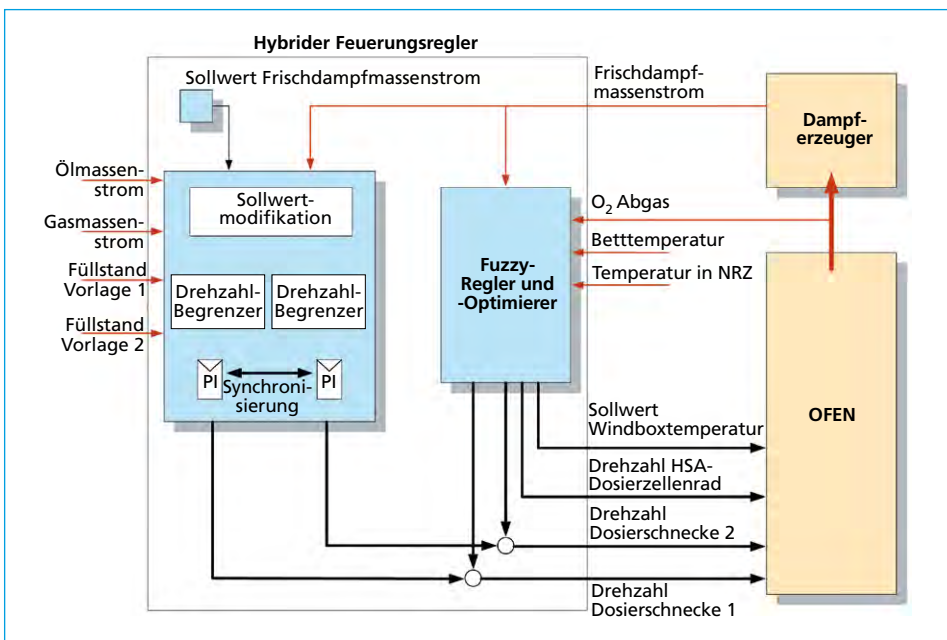 Hybrider Feuerungsregler
Sollwert Frischdampfmassenstrom
Frischdampf-
massenstrom
Dampf-
erzeuger
Ölmassen-
strom
Gasmassen-
strom
Füllstand
Vorlage 1
Füllstand
Vorlage 2
Sollwert-
modifikation
Drehzahl-
Begrenzer
Drehzahl-
Begrenzer
PI
PI
Synchroni-
sierung
Fuzzy-
Regler und
-Optimierer
O₂ Abgas
Betttemperatur
Temperatur in NRZ
OFEN
Sollwert
Windboxtemperatur
Drehzahl HSA-
Dosierzellenrad
Drehzahl
Dosierschnecke 2
Drehzahl
Dosierschnecke 1